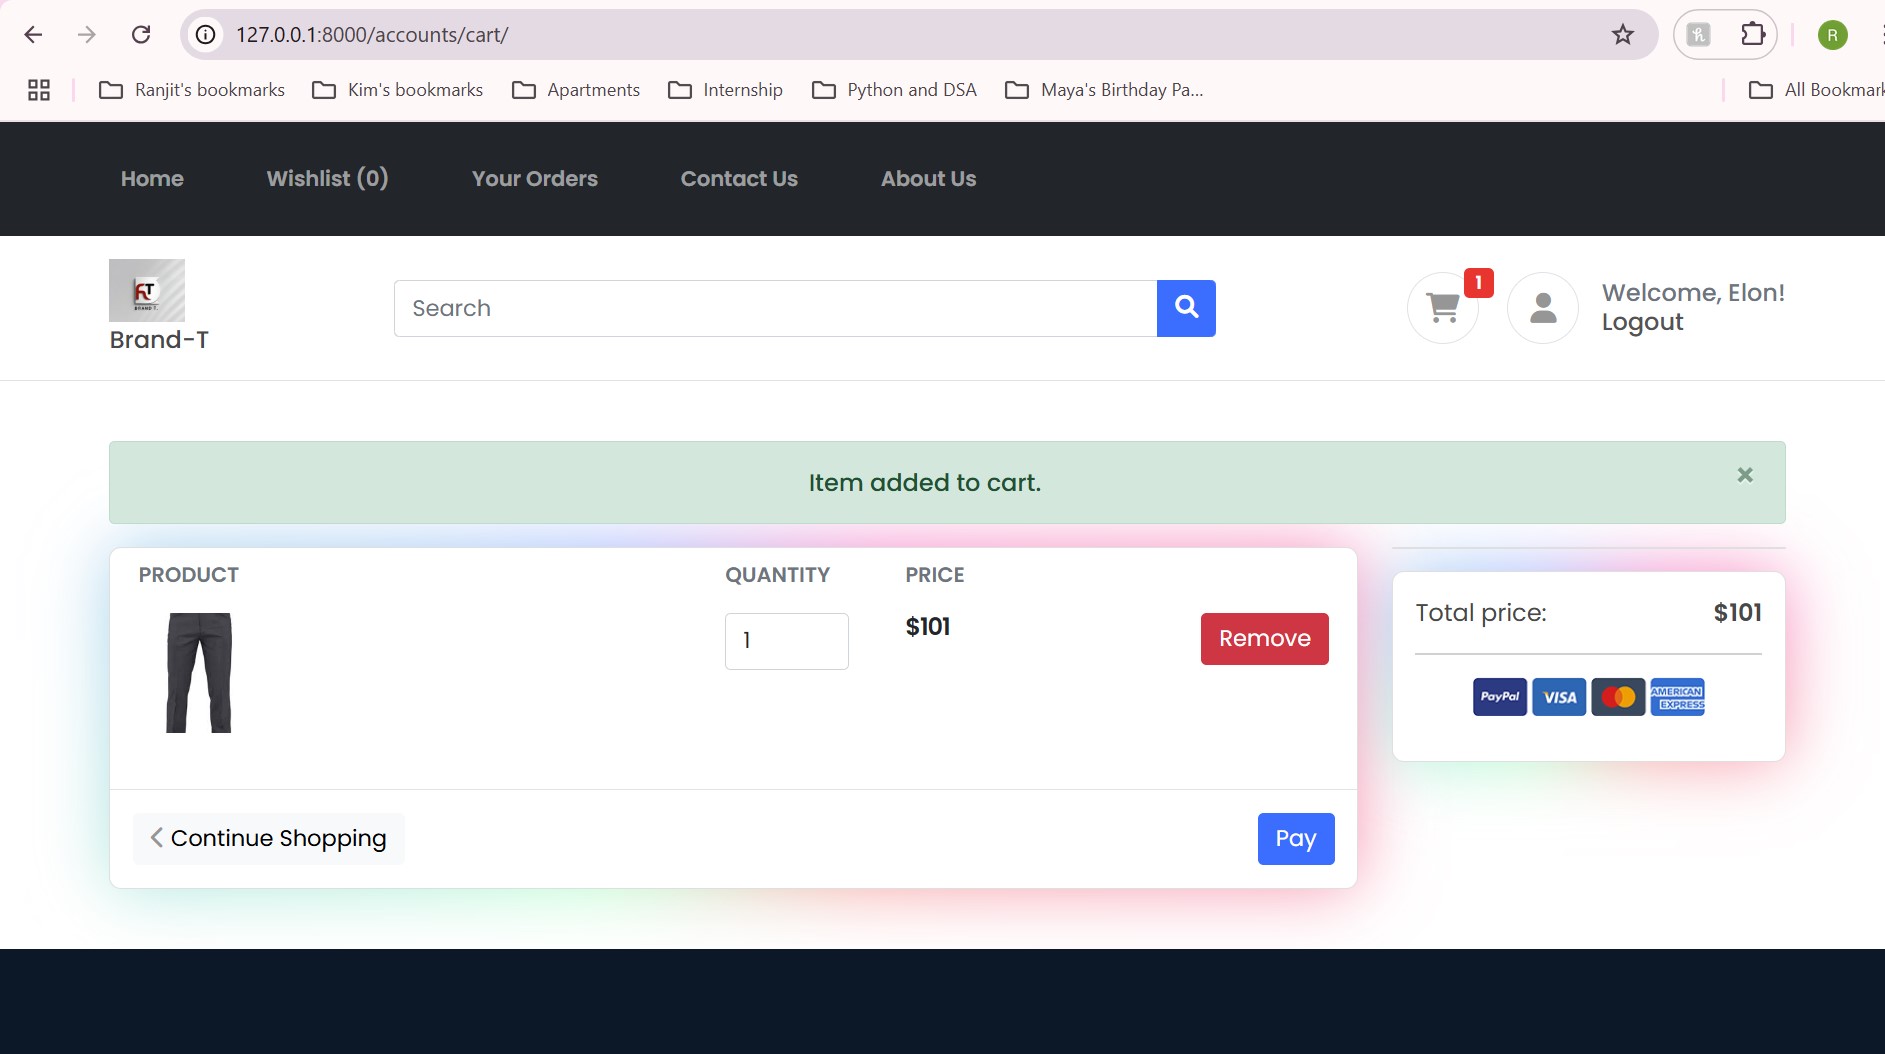 127.0.0.1:8000/accounts/cart/
R
Ranjit's bookmarks Kim's bookmarks Apartments Internship Python and DSA Maya's Birthday Pa... All Bookmark
Home Wishlist (0) Your Orders Contact Us About Us
Brand-T
Search
1
Welcome, Elon!
Logout
Item added to cart.
×
PRODUCT QUANTITY PRICE
1 $101 Remove
Total price: $101
PayPal VISA AMERICAN EXPRESS
Continue Shopping Pay